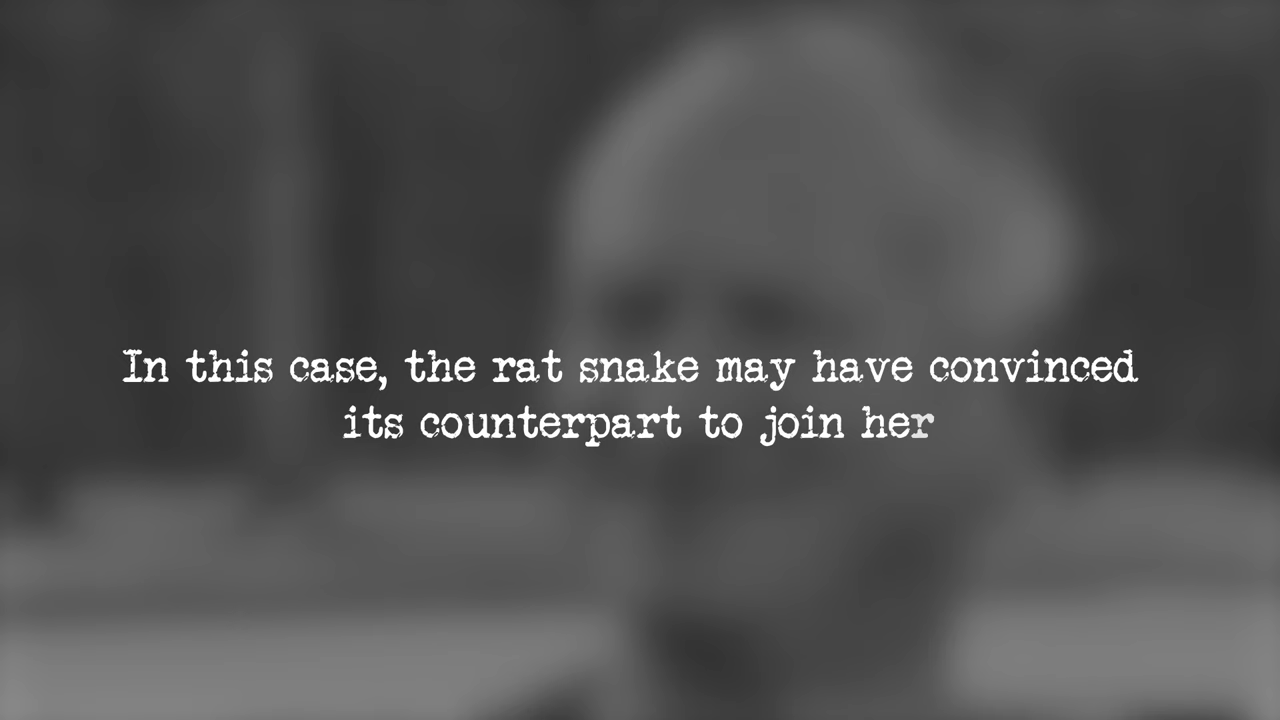 In this case, the rat snake may have convinced
its counterpart to join her